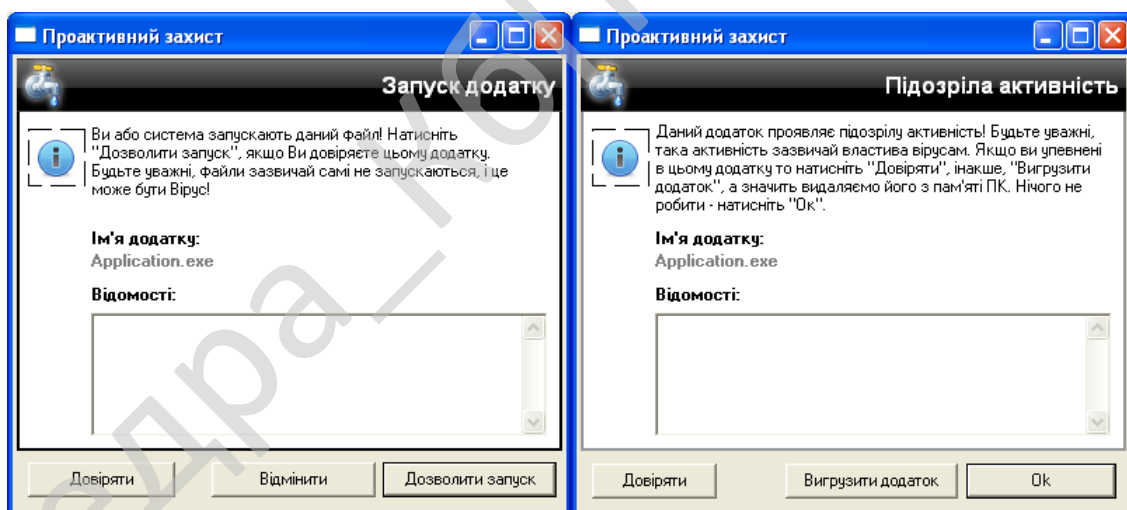 Проактивний захист
Запуск додатку
Ви або система запускають даний файл! Натисніть
"Дозволити запуск", якщо Ви довіряєте цьому додатку.
Будьте уважні, файли зазвичай самі не запускаються, і це
може бути Вірус!
Ім'я додатку:
Application.exe
Відомості:
Довіряти
Відмінити
Дозволити запуск
Проактивний захист
Підозріла активність
Даний додаток проявляє підозрілу активність! Будьте уважні,
така активність зазвичай властива вірусам. Якщо ви упевнені
в цьому додатку то натисніть "Довіряти", інакше, "Вигрузити
додаток", а значить видаляємо його з пам'яті ПК. Нічого не
робити - натисніть "Ок".
Ім'я додатку:
Application.exe
Відомості:
Довіряти
Вигрузити додаток
Ok